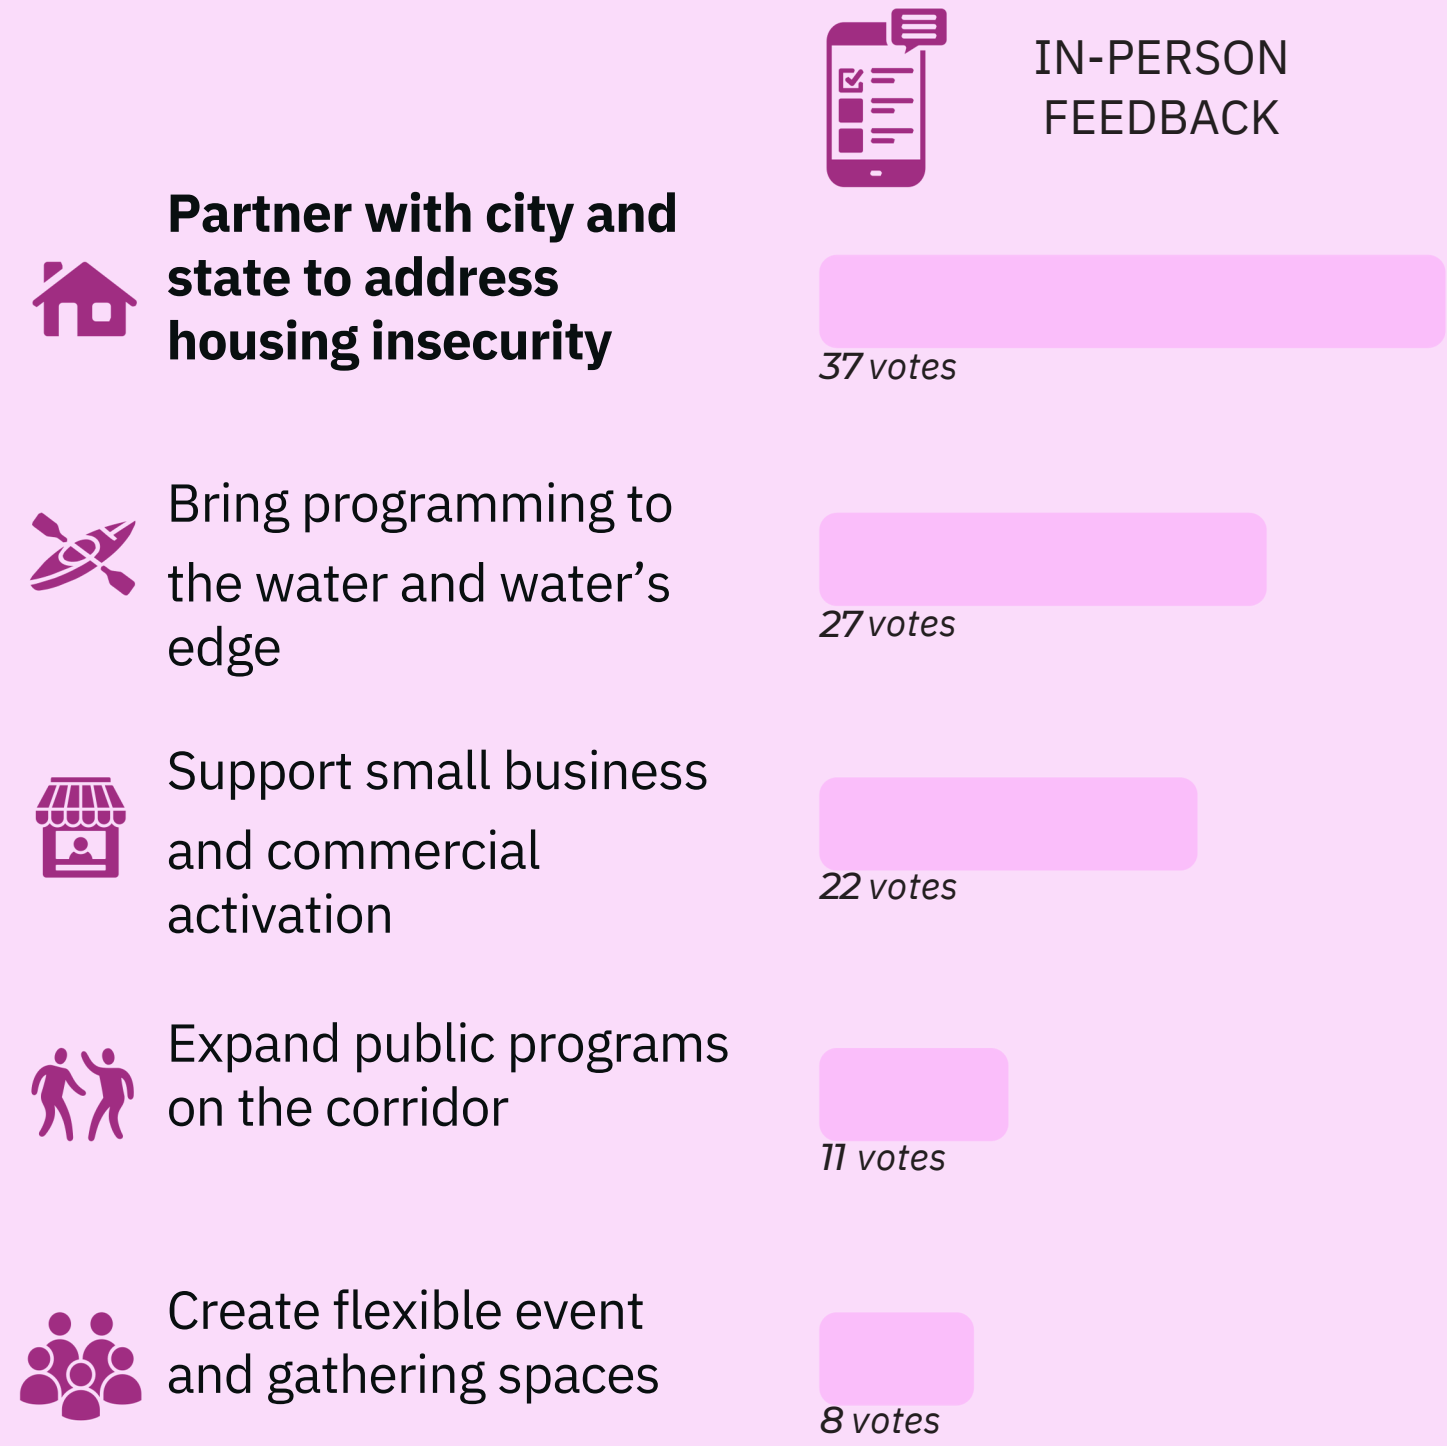 IN-PERSON
FEEDBACK
Partner with city and
state to address
housing insecurity
37 votes
Bring programming to
the water and water’s
edge
27 votes
Support small business
and commercial
activation
22 votes
Expand public programs
on the corridor
11 votes
Create flexible event
and gathering spaces
8 votes